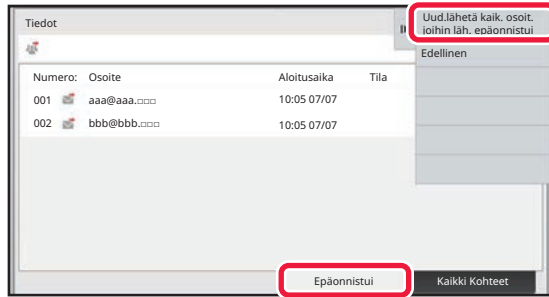 Tiedot
Uud.lähetä kaik. osoit.
joihin läh. epäonnistui
Edellinen
Numero: Osoite Aloitusaika Tila
001 aaa@aaa.□□□ 10:05 07/07
002 bbb@bbb.□□□ 10:05 07/07
Epäonnistui Kaikki Kohteet